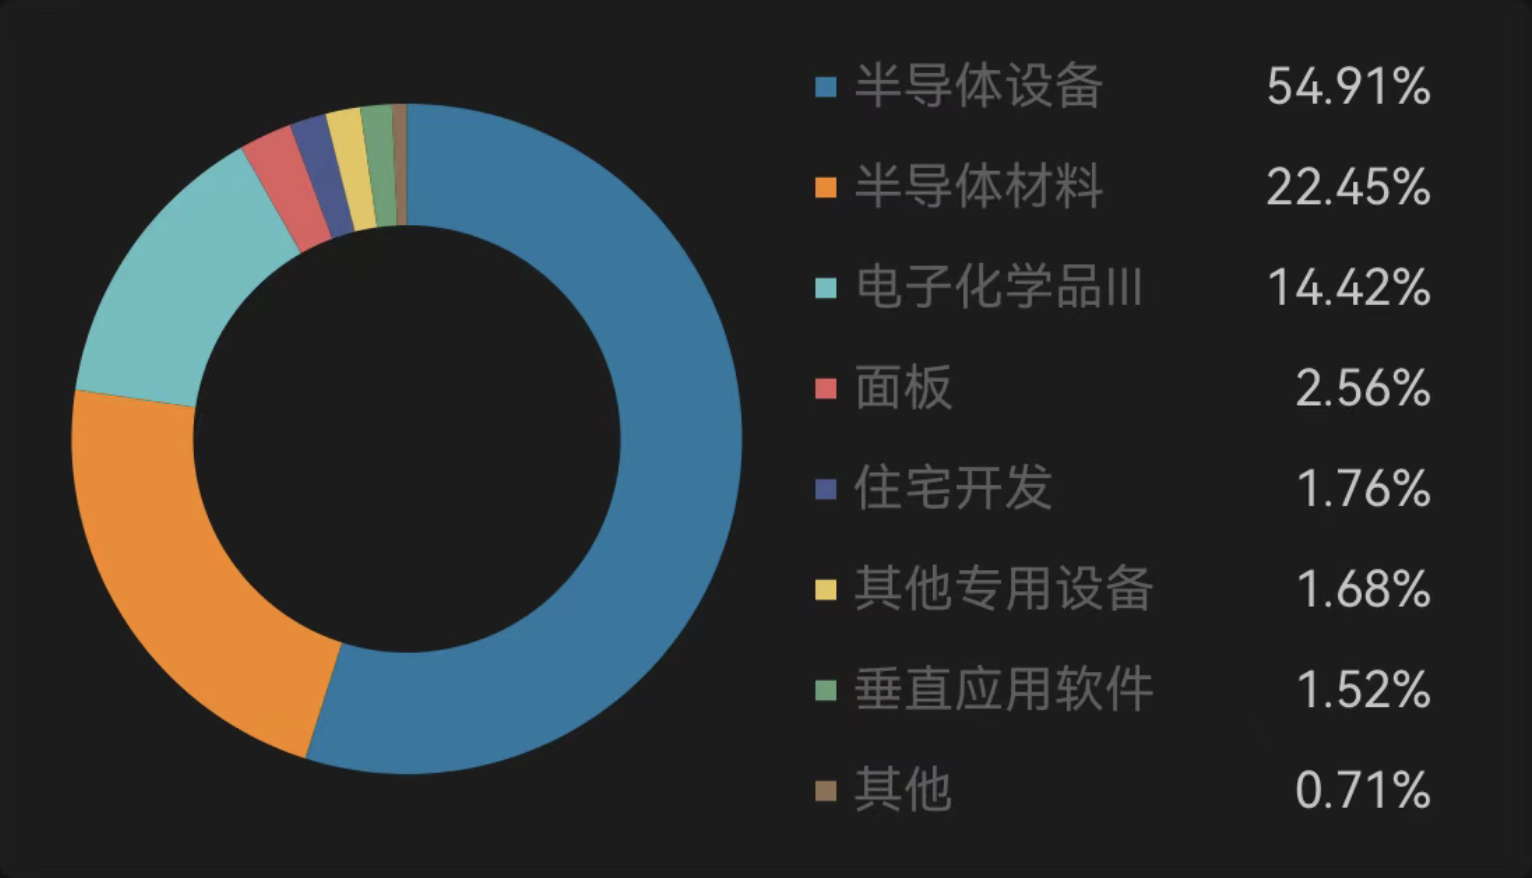 半导体设备 54.91%
半导体材料 22.45%
电子化学品III 14.42%
面板 2.56%
住宅开发 1.76%
其他专用设备 1.68%
垂直应用软件 1.52%
其他 0.71%